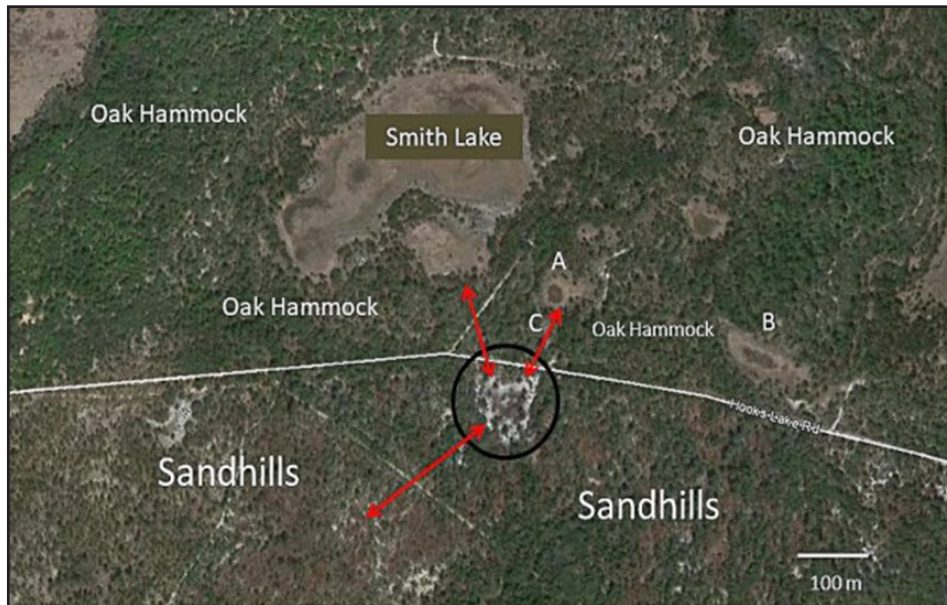 Oak Hammock
Smith Lake
Oak Hammock
A
Oak Hammock
C
Oak Hammock
B
Hooks Lake Rd
Sandhills
Sandhills
100 m